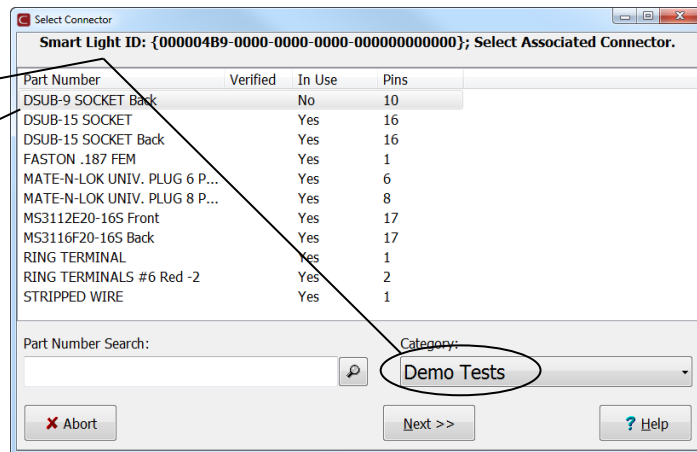 Select Connector
Smart Light ID: {000004B9-0000-0000-0000-000000000000}; Select Associated Connector.
Part Number Verified In Use Pins
DSUB-9 SOCKET Back No 10
DSUB-15 SOCKET Yes 16
DSUB-15 SOCKET Back Yes 16
FASTON .187 FEM Yes 1
MATE-N-LOK UNIV. PLUG 6 P... Yes 6
MATE-N-LOK UNIV. PLUG 8 P... Yes 8
MS3112E20-16S Front Yes 17
MS3116F20-16S Back Yes 17
RING TERMINAL Yes 1
RING TERMINALS #6 Red -2 Yes 2
STRIPPED WIRE Yes 1
Part Number Search: Category:
Demo Tests
Abort Next >> ? Help